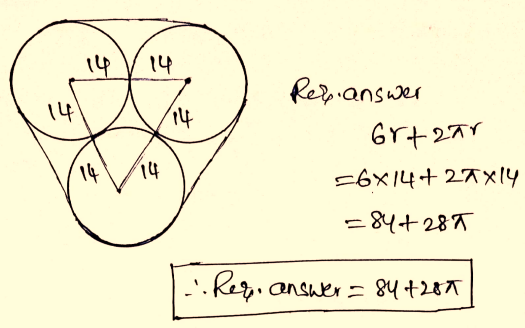 14 14
14 14
14 14
Req. answer
6r + 2πr
= 6×14 + 2π×14
= 84 + 28π
∴ Req. answer = 84 + 28π